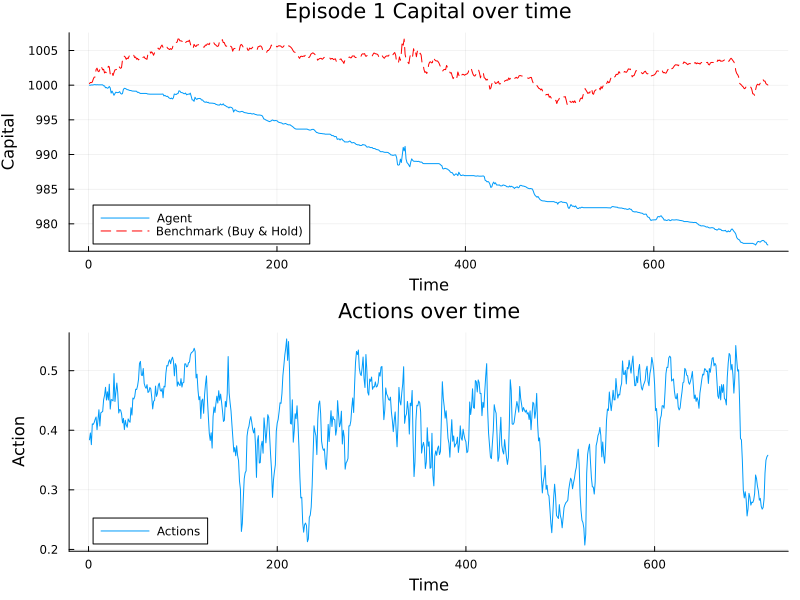 Episode 1 Capital over time
Capital
1005
1000
995
990
985
980
Agent
Benchmark (Buy & Hold)
0 200 400 600
Time
Actions over time
Action
0.5
0.4
0.3
0.2
Actions
0 200 400 600
Time